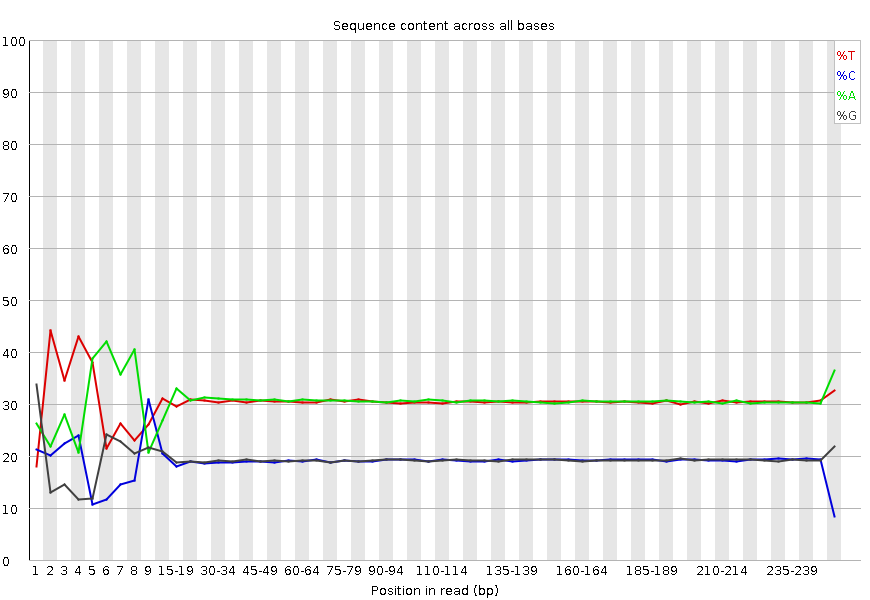 Sequence content across all bases
100
90
80
70
60
50
40
30
20
10
0
%T
%C
%A
%G
1 2 3 4 5 6 7 8 9 15-19 30-34 45-49 60-64 75-79 90-94 110-114 135-139 160-164 185-189 210-214 235-239
Position in read (bp)